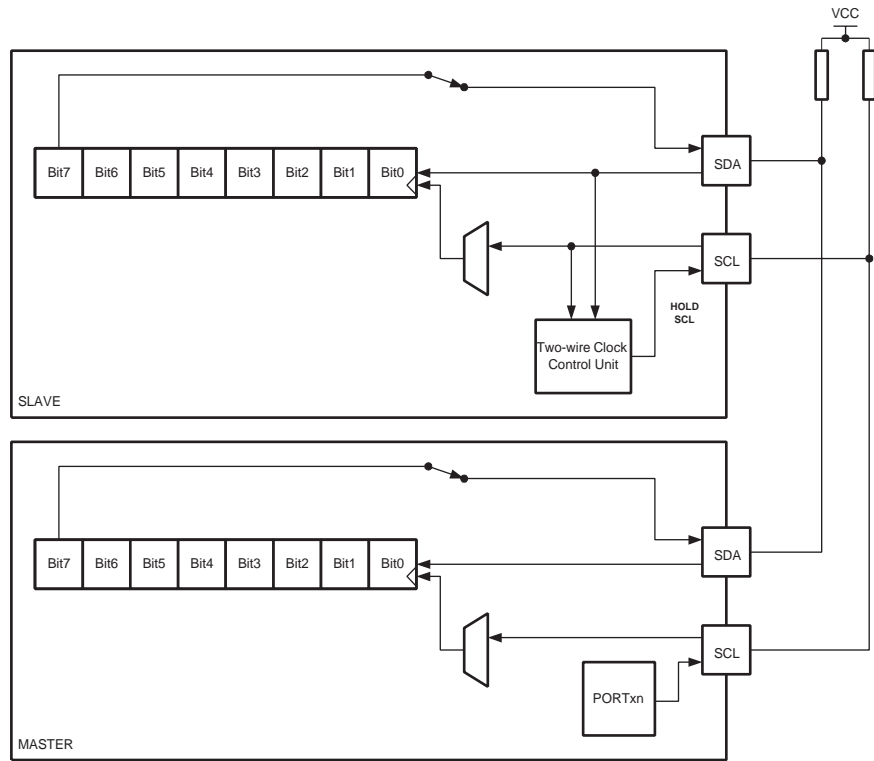 VCC
Bit7 Bit6 Bit5 Bit4 Bit3 Bit2 Bit1 Bit0
SDA
SCL
HOLD
SCL
Two-wire Clock
Control Unit
SLAVE
Bit7 Bit6 Bit5 Bit4 Bit3 Bit2 Bit1 Bit0
SDA
SCL
PORTxn
MASTER